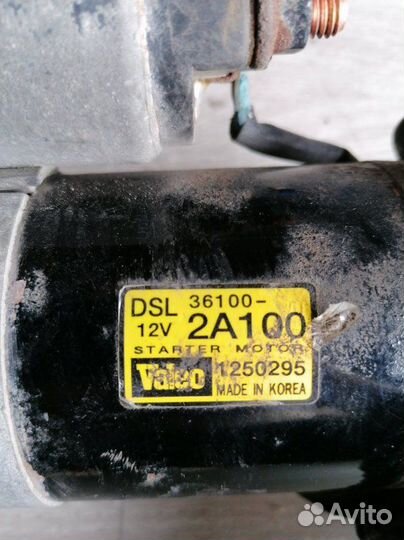 DSL 36100-
12V 2A100
STARTER MOTOR
Valeo 1250295
MADE IN KOREA
Avito